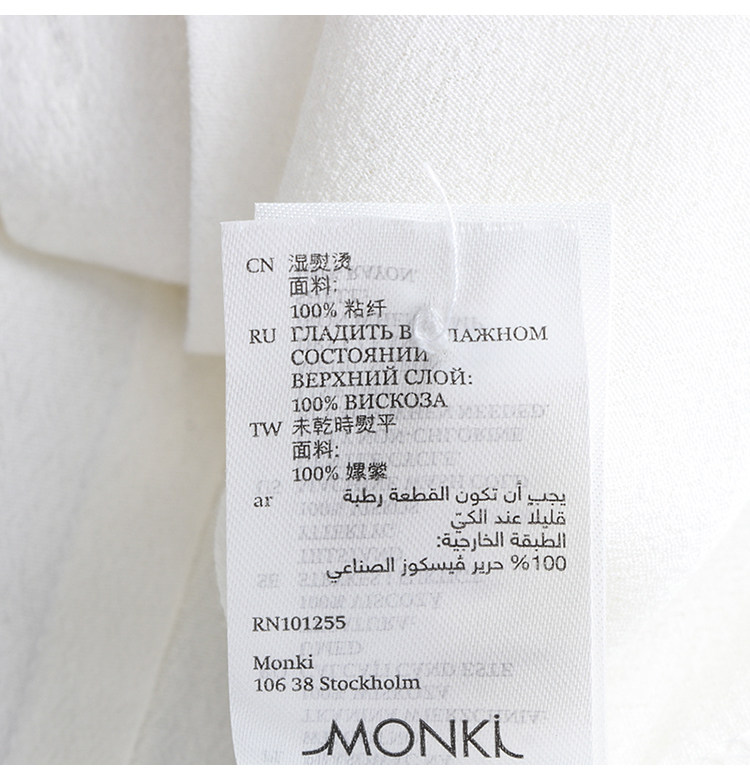 CN 湿熨烫
面料:
100% 粘纤
RU ГЛАДИТЬ В ЛАЖНОМ
СОСТОЯНИИ
ВЕРХНИЙ СЛОЙ:
100% ВИСКОЗА
TW 未乾時熨平
面料:
100% 嫘縈
ar يجب أن تكون القطعة رطبة
قليلا عند الكيّ
الطبقة الخارجية:
100% حرير ڤيسكوز الصناعي
RN101255
Monki
106 38 Stockholm
MONKi